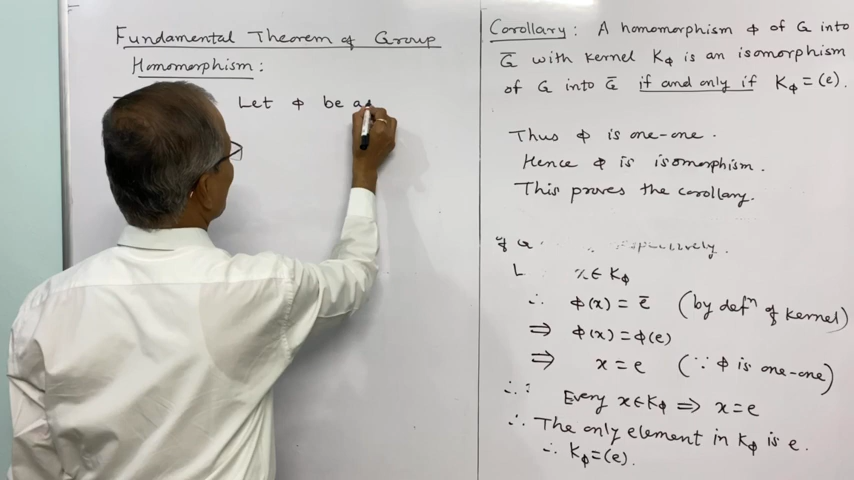 Fundamental Theorem of Group
Homomorphism :
Let ϕ be a
Corollary : A homomorphism ϕ of G into
G̅ with kernel Kϕ is an isomorphism
of G into G̅ if and only if Kϕ = (e).
Thus ϕ is one-one.
Hence ϕ is isomorphism.
This proves the corollary.
x ∈ Kϕ
∴ ϕ(x) = e̅ (by defⁿ of kernel)
⇒ ϕ(x) = ϕ(e)
⇒ x = e (∵ ϕ is one-one)
∴ Every x ∈ Kϕ ⇒ x = e
∴ The only element in Kϕ is e.
∴ Kϕ = (e).